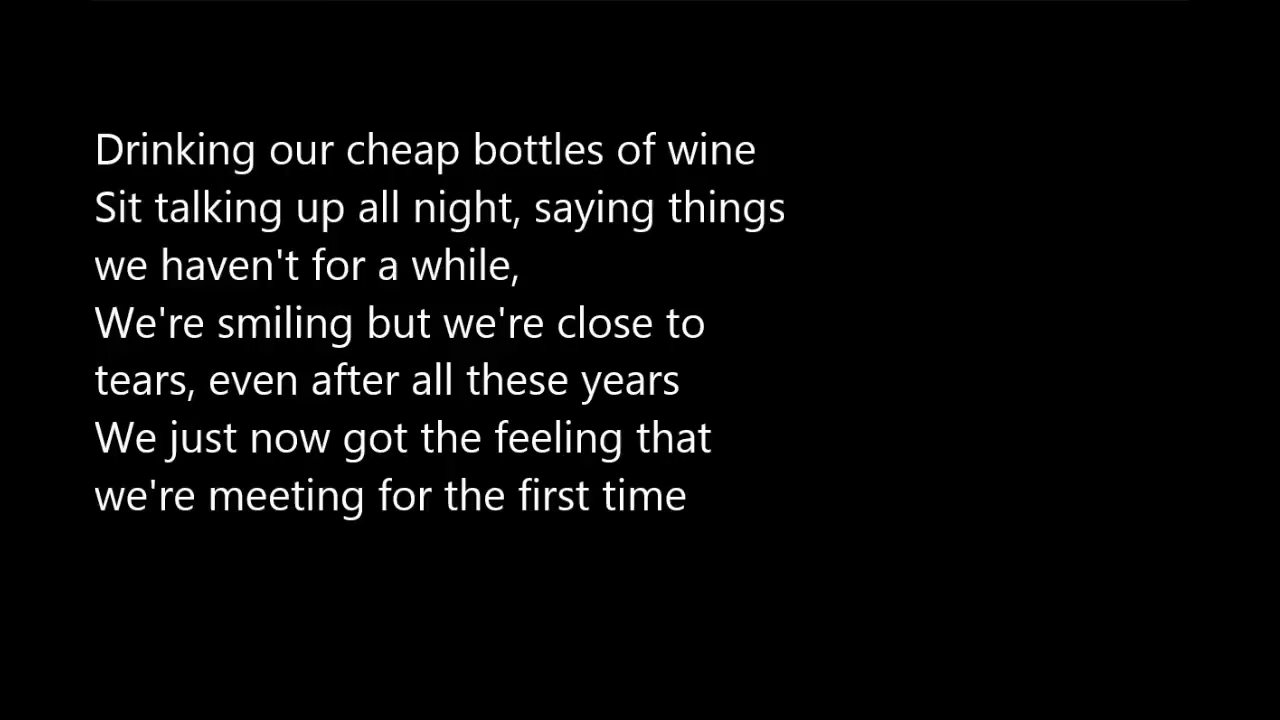 Drinking our cheap bottles of wine
Sit talking up all night, saying things
we haven't for a while,
We're smiling but we're close to
tears, even after all these years
We just now got the feeling that
we're meeting for the first time